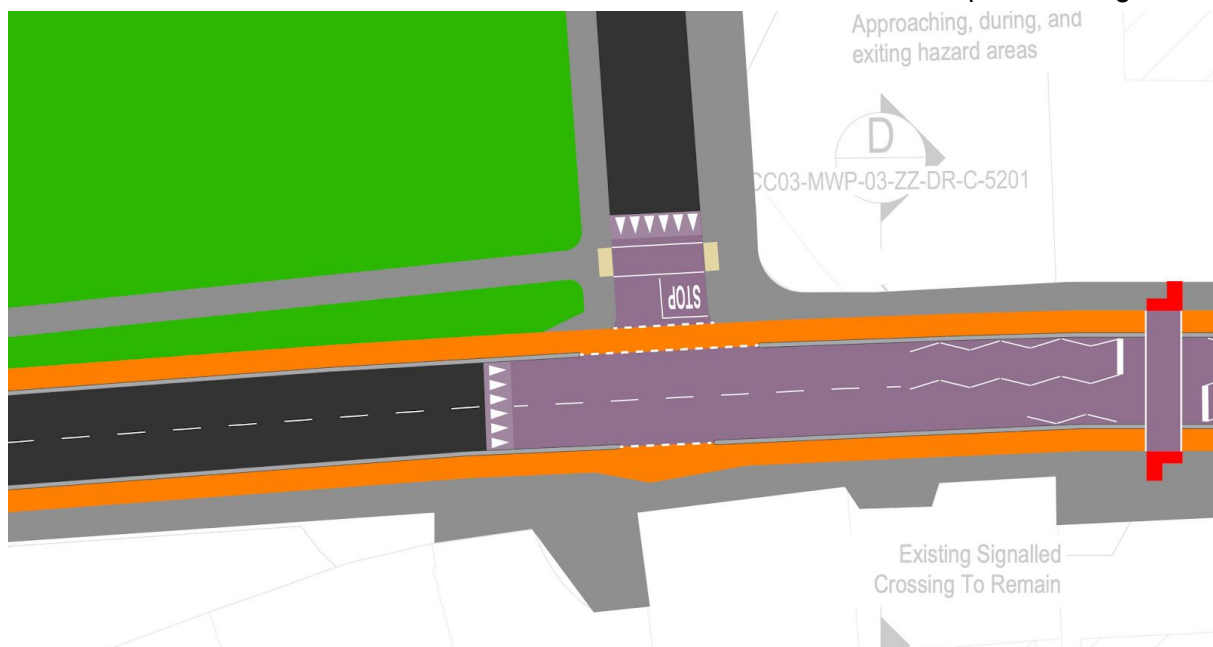 Approaching, during, and
exiting hazard areas
D
CC03-MWP-03-ZZ-DR-C-5201
STOP
Existing Signalled
Crossing To Remain